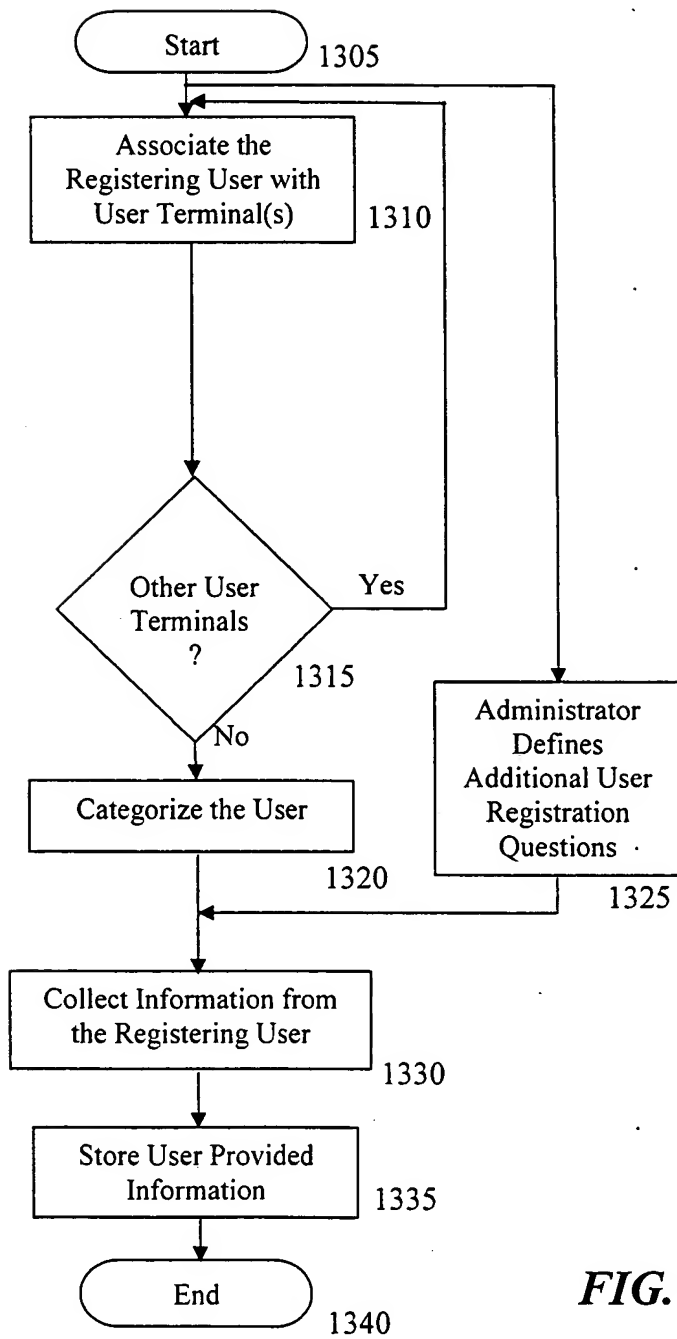 Start
1305
Associate the
Registering User with
User Terminal(s)
1310
Other User
Terminals
?
Yes
1315
No
Administrator
Defines
Additional User
Registration
Questions
1325
Categorize the User
1320
Collect Information from
the Registering User
1330
Store User Provided
Information
1335
End
1340
FIG.